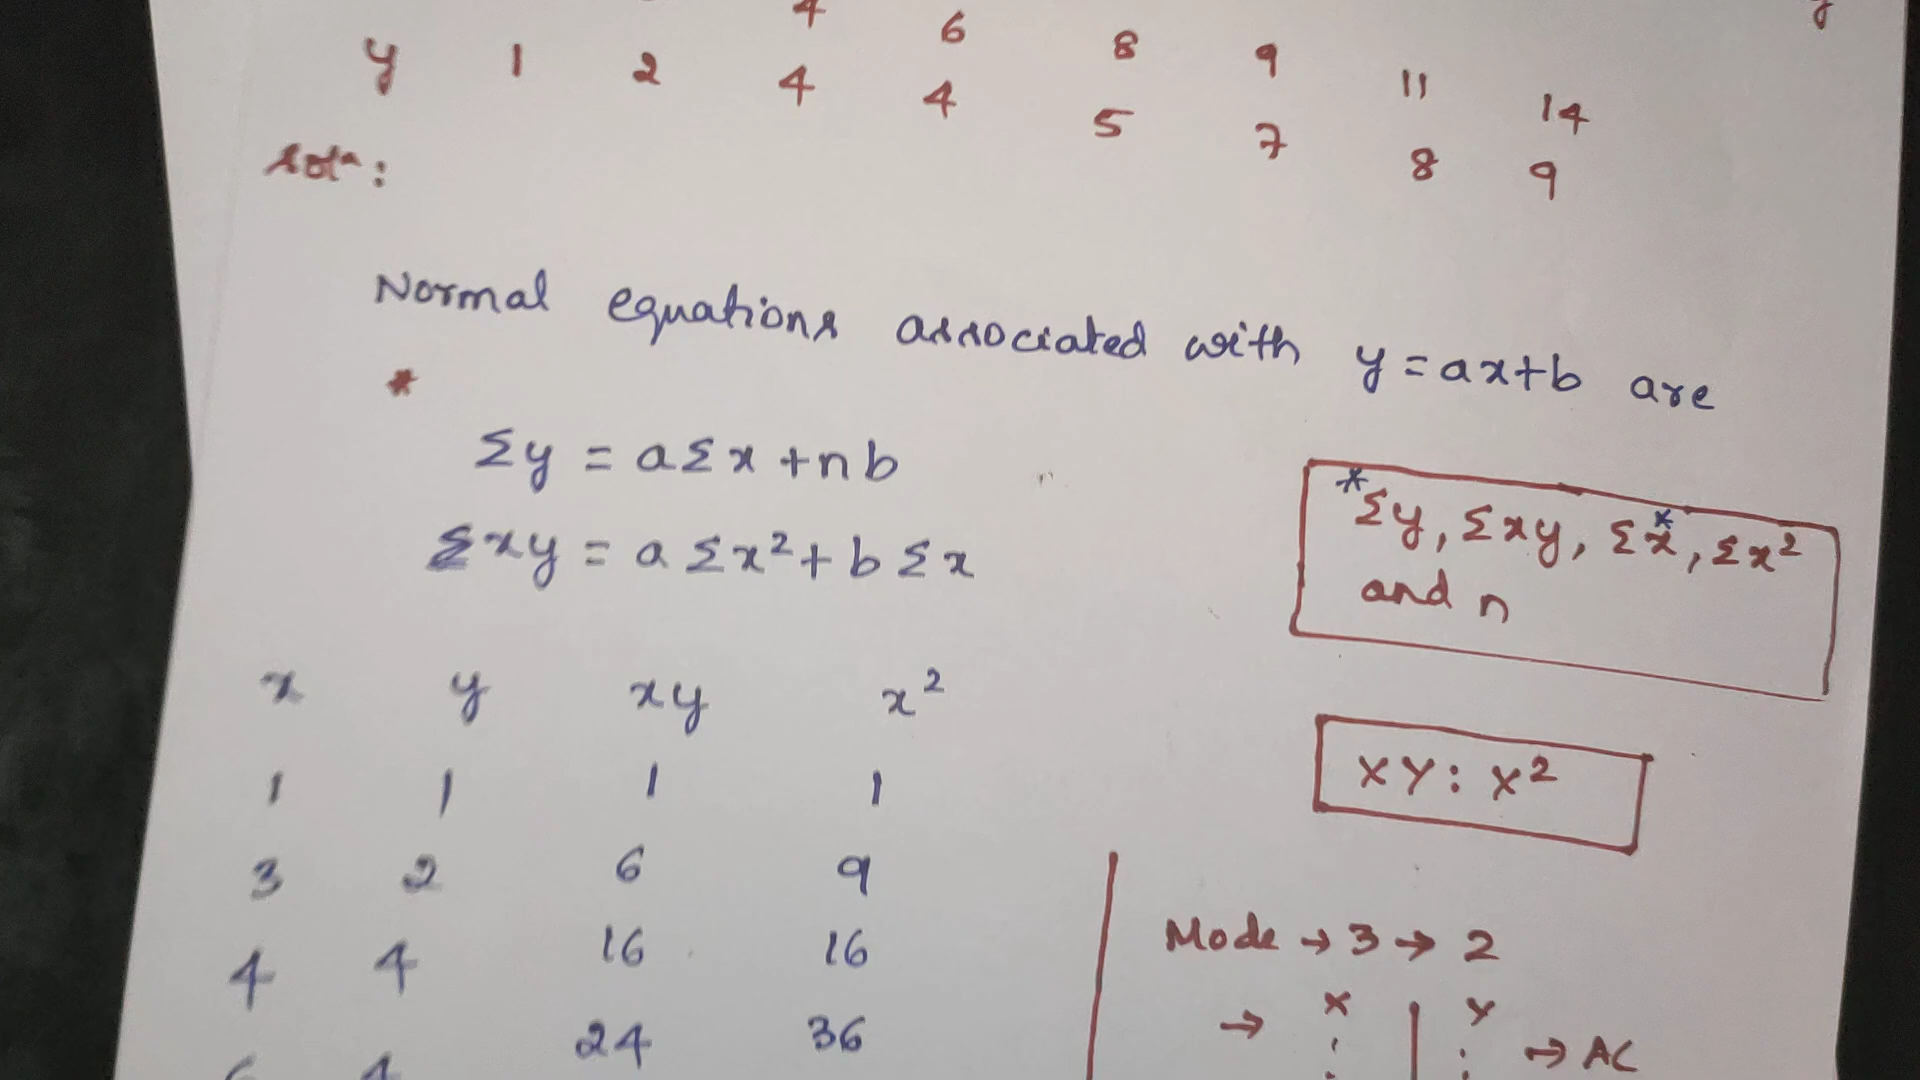 4 6 8 9 11 14
y 1 2 4 4 5 7 8 9
soln:
Normal equations associated with y = ax+b are
*
Σy = aΣx + nb
Σxy = aΣx² + bΣx
*Σy, Σxy, Σx*, Σx²
and n
x y xy x²
XY: X²
1 1 1 1
3 2 6 9
4 4 16 16
Mode → 3 → 2
→ X | Y → AC
24 36
6 4